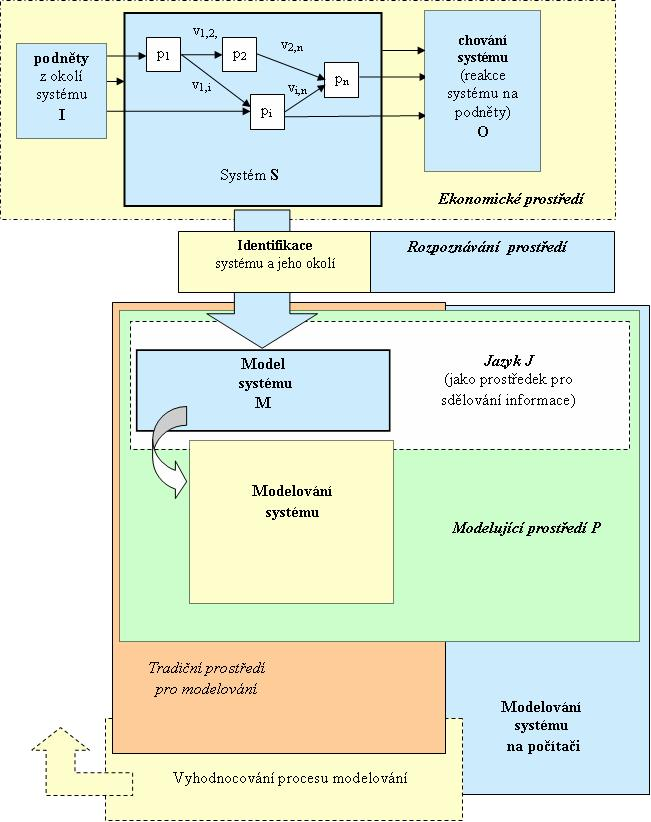 podněty
z okolí
systému
I
p1
v1,2,
p2
v2,n
pn
v1,i
vi,n
pi
Systém S
chování
systému
(reakce
systému na
podněty)
O
Ekonomické prostředí
Identifikace
systému a jeho okolí
Rozpoznávání prostředí
Model
systému
M
Jazyk J
(jako prostředek pro
sdělování informace)
Modelování
systému
Modelující prostředí P
Tradiční prostředí
pro modelování
Modelování
systému
na počítači
Vyhodnocování procesu modelování